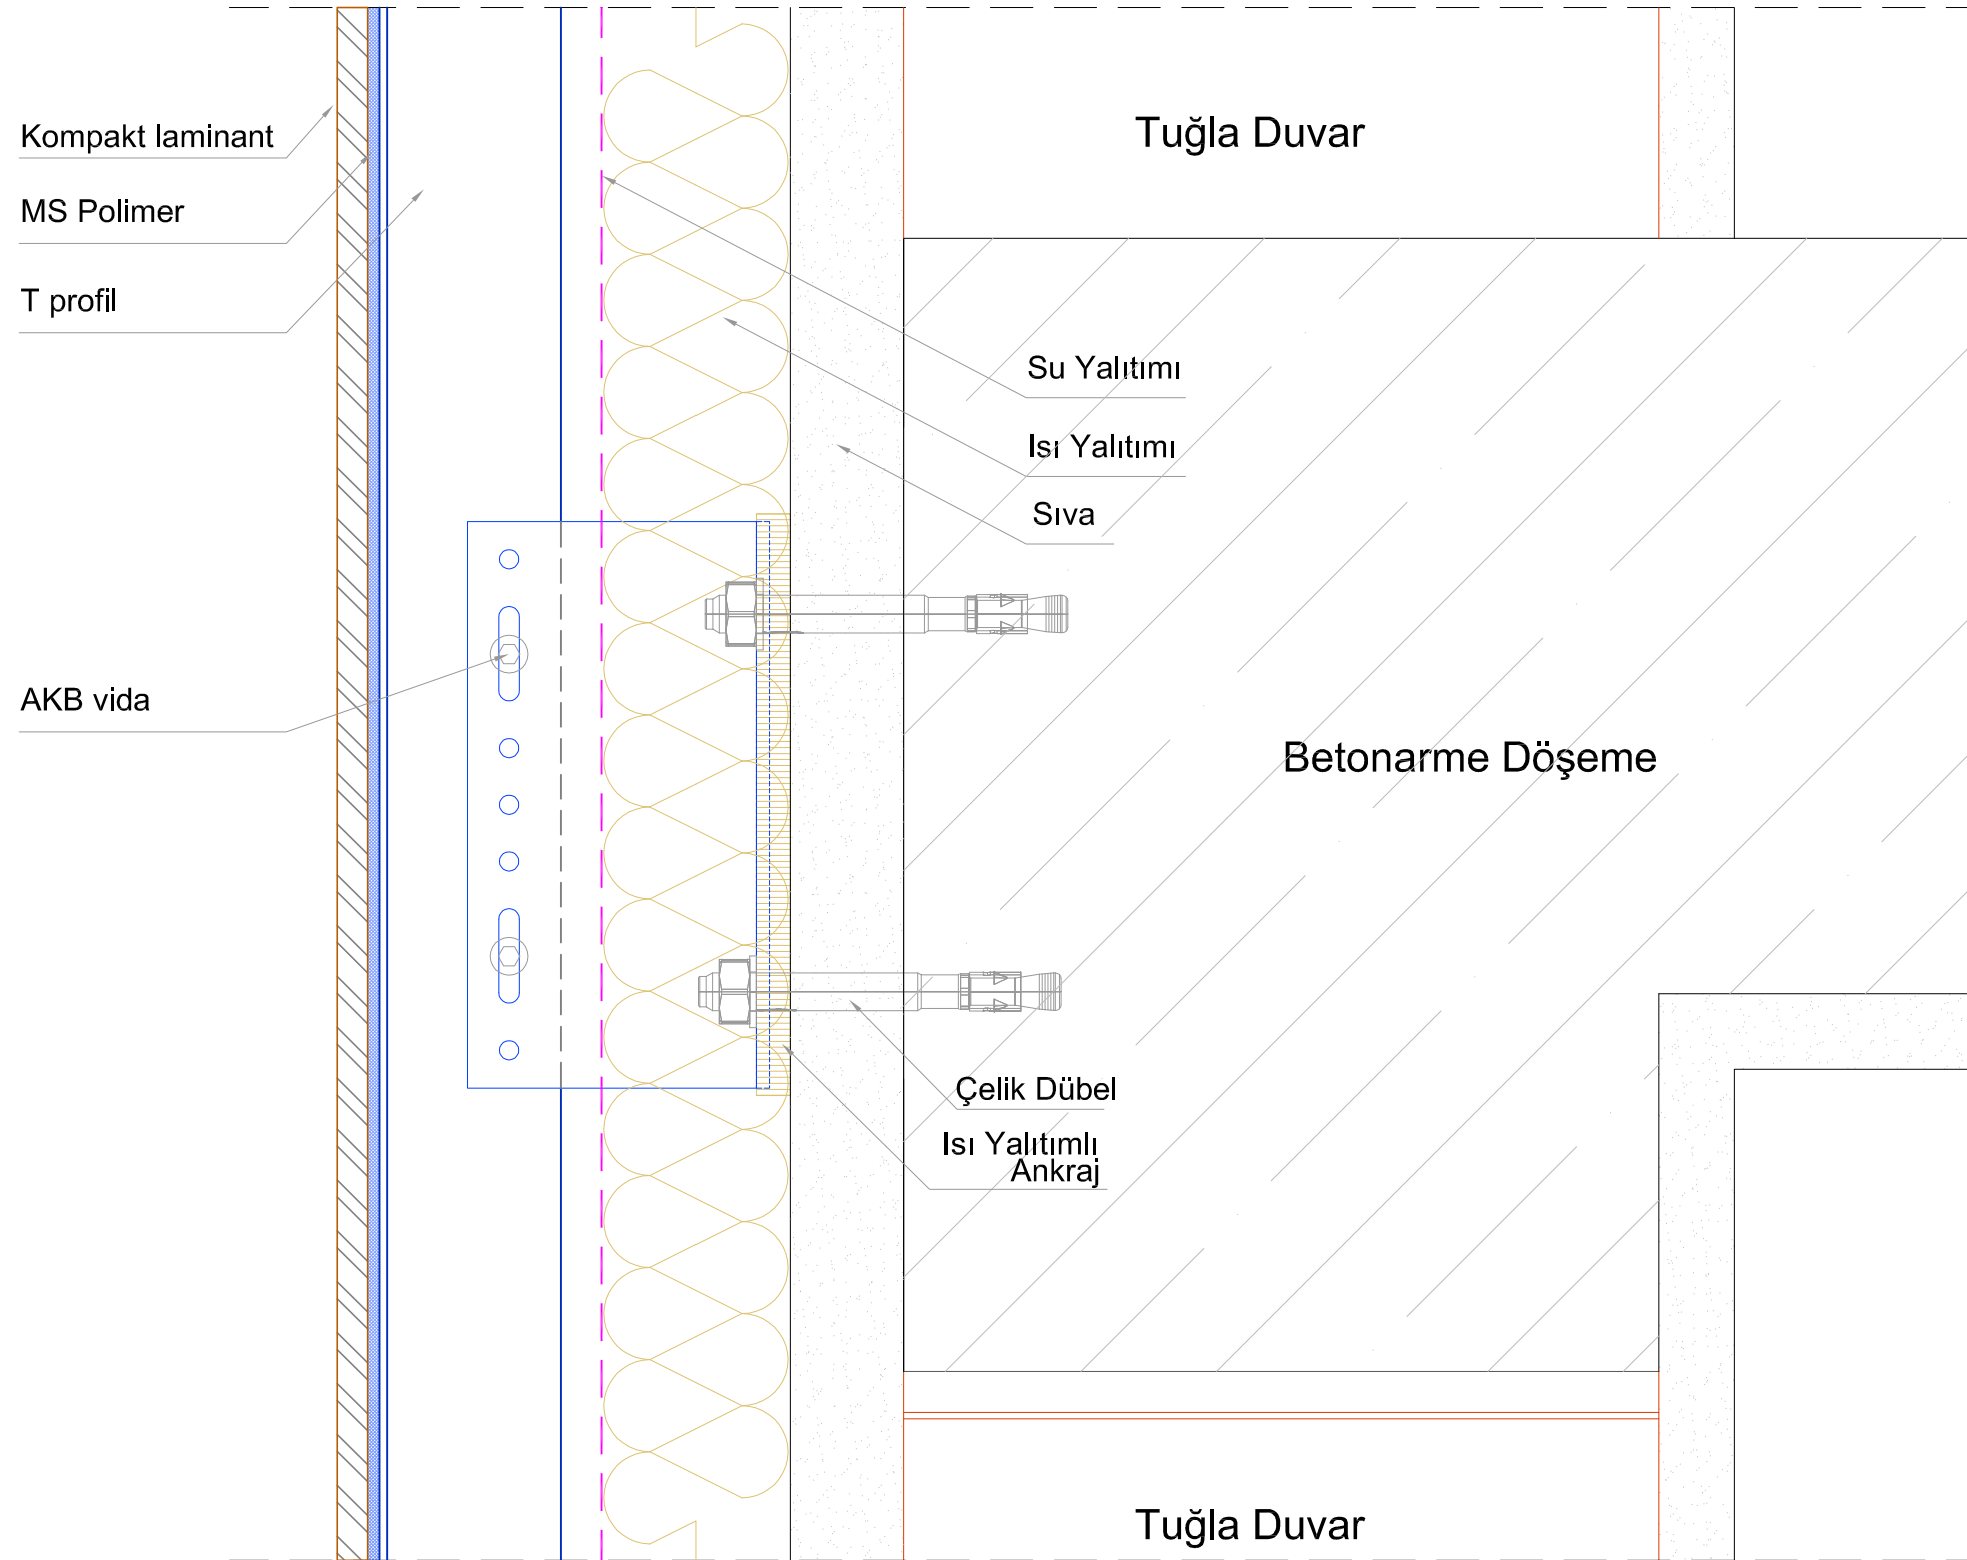 Tuğla Duvar
Kompakt laminant
MS Polimer
T profil
Su Yalıtımı
Isı Yalıtımı
Sıva
AKB vida
Betonarme Döşeme
Çelik Dübel
Isı Yalıtımlı
Ankraj
Tuğla Duvar